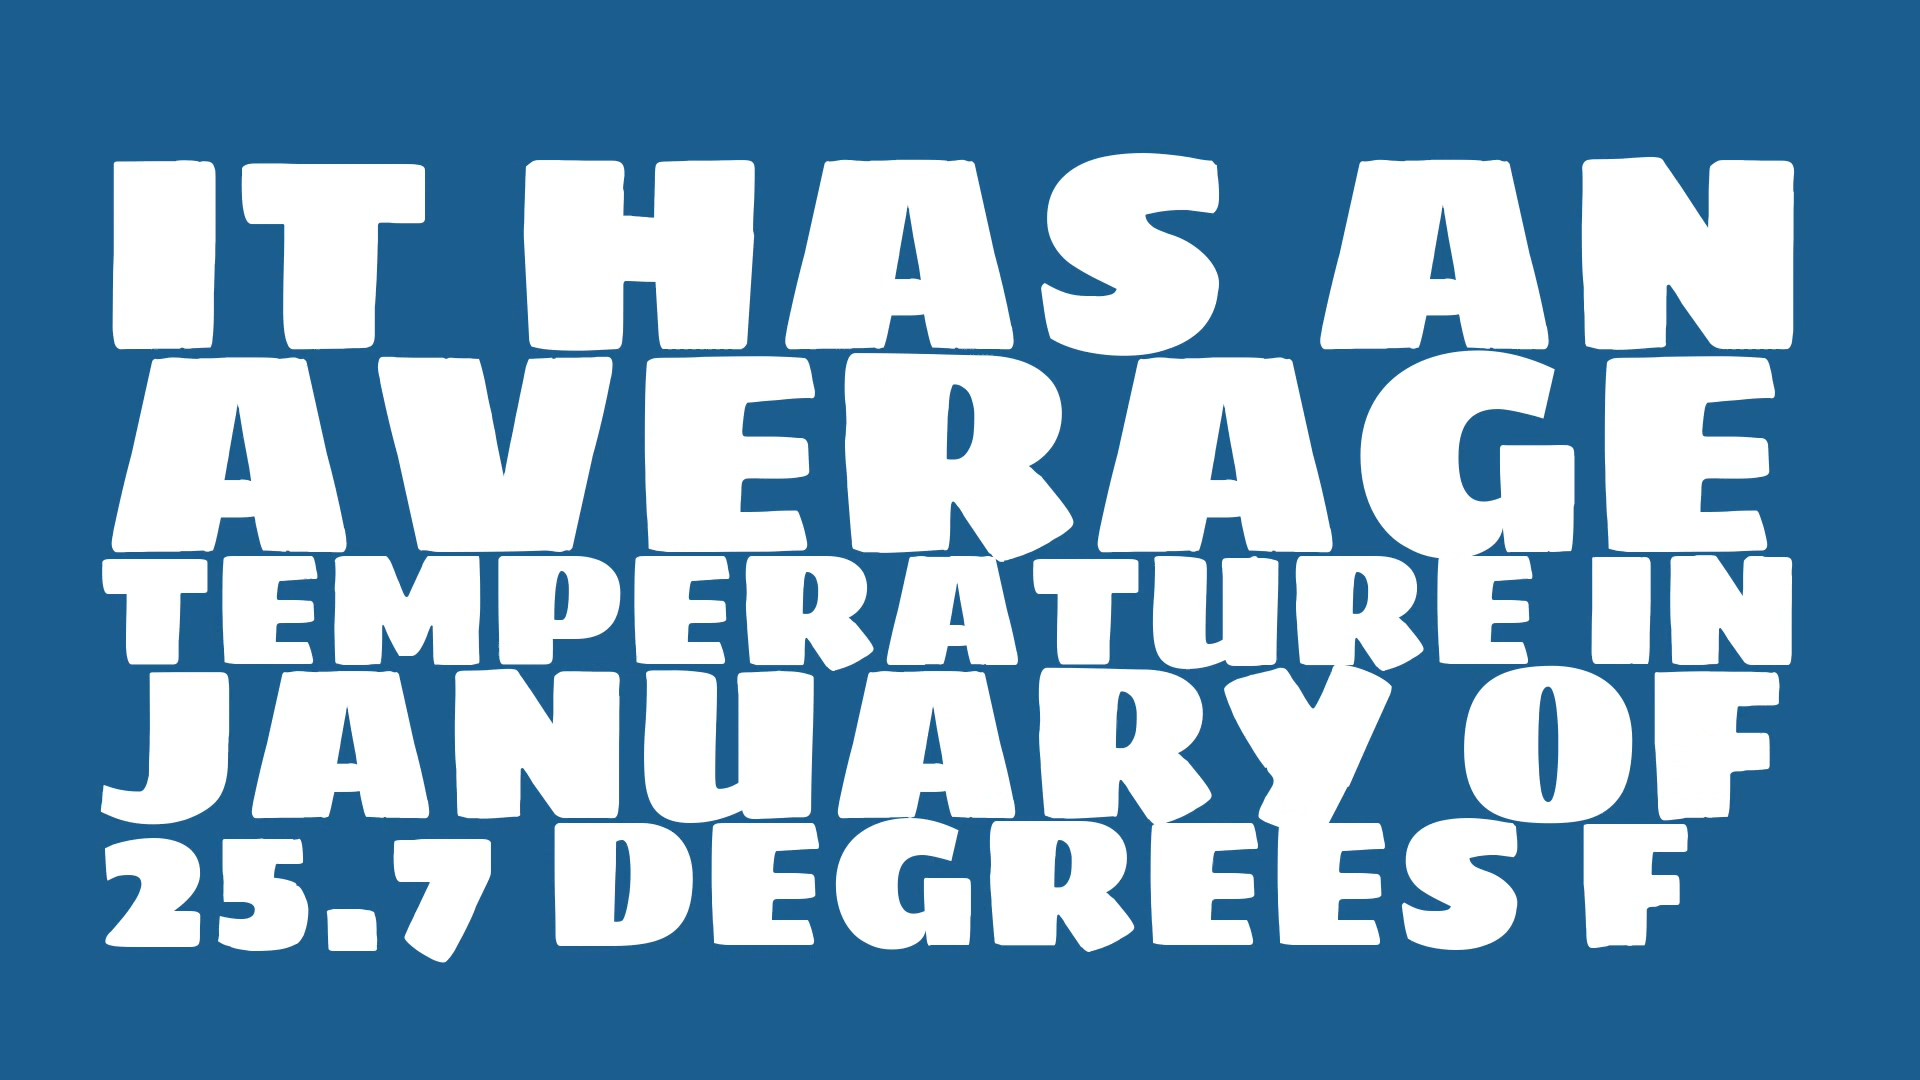 IT HAS AN
AVERAGE
TEMPERATURE IN
JANUARY OF
25.7 DEGREES F